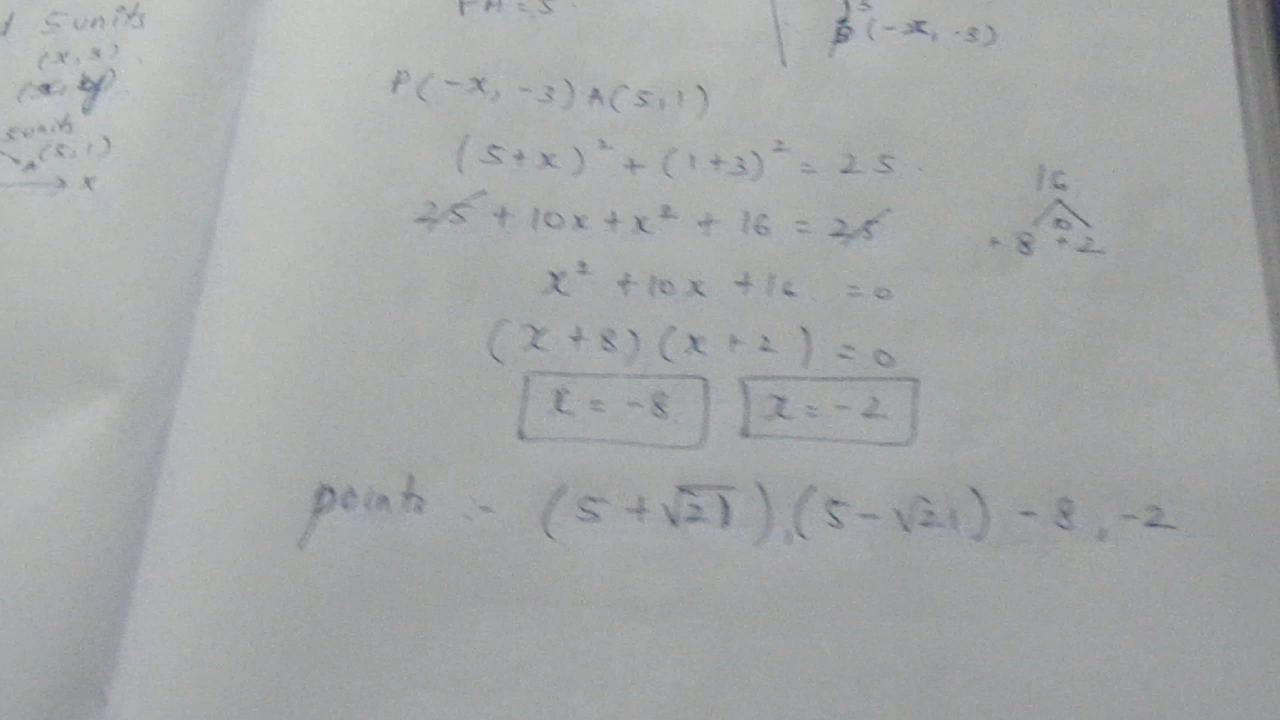 5 units
(x, 3)
5 units
(5,1)
x
PA = 5
3
(-x, -3)
P(-x, -3) A(5,1)
(5+x)² + (1+3)² = 25
25 + 10x + x² + 16 = 25
x² + 10x + 16 = 0
(x+8)(x+2) = 0
x = -8 x = -2
16
+8 +2
points :- (5+√21), (5-√21) -8, -2